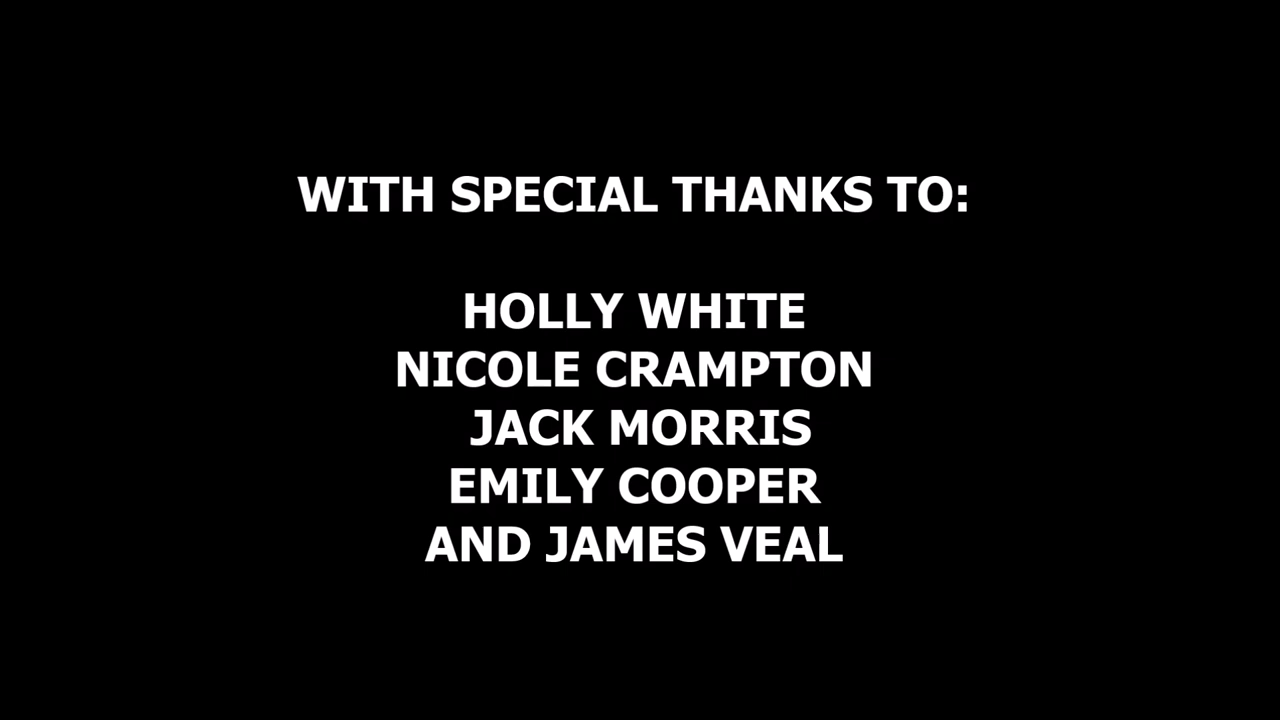 WITH SPECIAL THANKS TO:
HOLLY WHITE
NICOLE CRAMPTON
JACK MORRIS
EMILY COOPER
AND JAMES VEAL